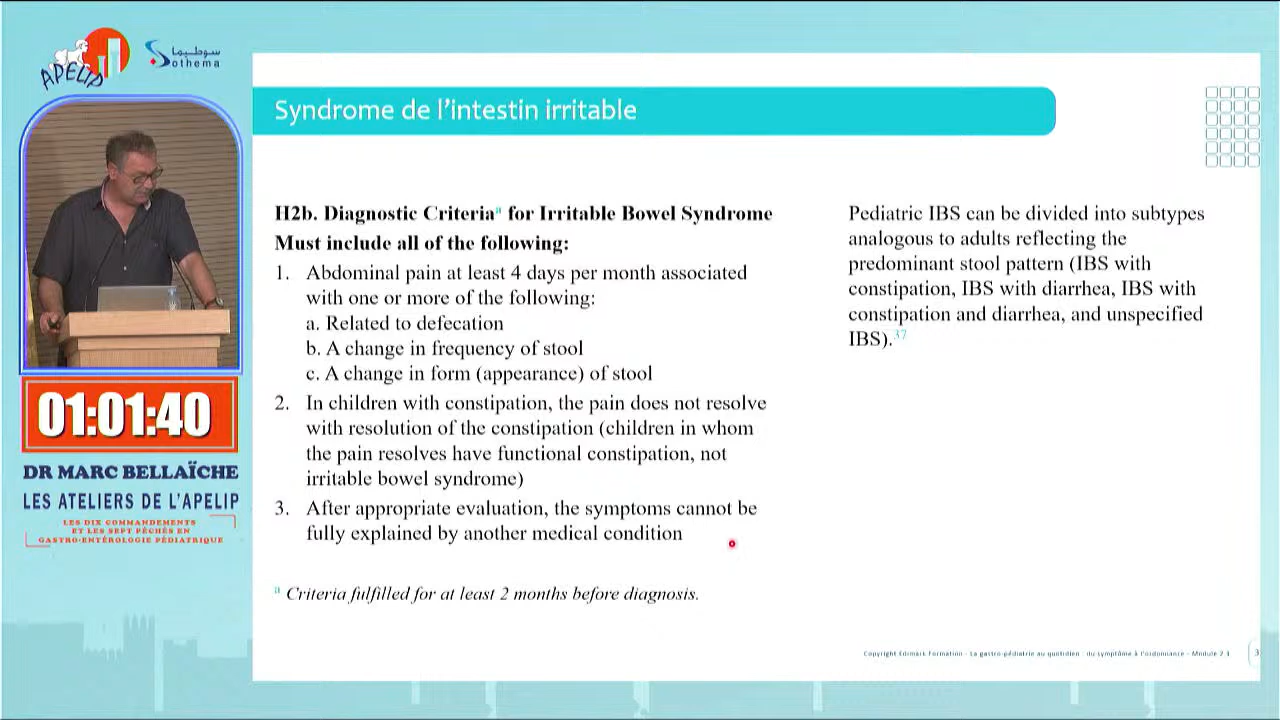 APELIP
سوطيما
Sothema
Syndrome de l'intestin irritable
H2b. Diagnostic Criteriaª for Irritable Bowel Syndrome
Must include all of the following:
1. Abdominal pain at least 4 days per month associated
with one or more of the following:
a. Related to defecation
b. A change in frequency of stool
c. A change in form (appearance) of stool
2. In children with constipation, the pain does not resolve
with resolution of the constipation (children in whom
the pain resolves have functional constipation, not
irritable bowel syndrome)
3. After appropriate evaluation, the symptoms cannot be
fully explained by another medical condition
ª Criteria fulfilled for at least 2 months before diagnosis.
Pediatric IBS can be divided into subtypes
analogous to adults reflecting the
predominant stool pattern (IBS with
constipation, IBS with diarrhea, IBS with
constipation and diarrhea, and unspecified
IBS).37
01:01:40
DR MARC BELLAÏCHE
LES ATELIERS DE L'APELIP
LES DIX COMMANDEMENTS
ET LES SEPT PÉCHÉS EN
GASTRO-ENTÉROLOGIE PÉDIATRIQUE
Copyright Edimark Formation - La gastro-pédiatrie au quotidien : du symptôme à l'ordonnance - Module 2.1
3